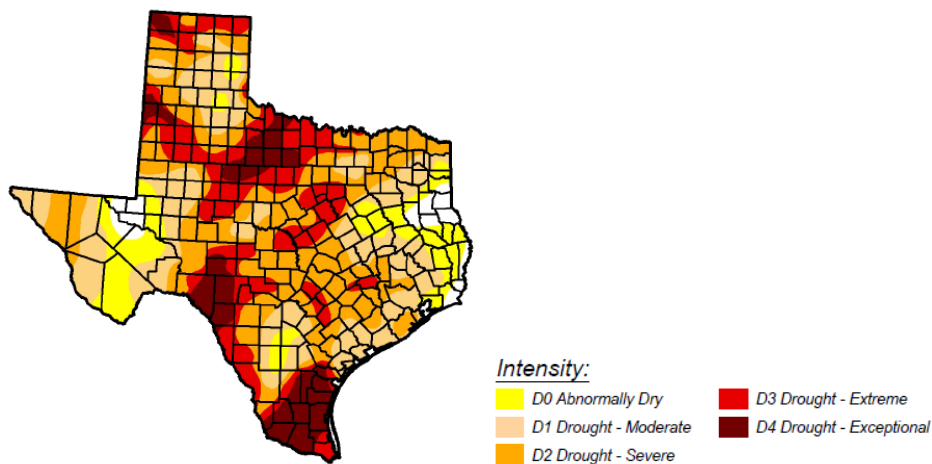 Intensity:
D0 Abnormally Dry
D1 Drought - Moderate
D2 Drought - Severe
D3 Drought - Extreme
D4 Drought - Exceptional